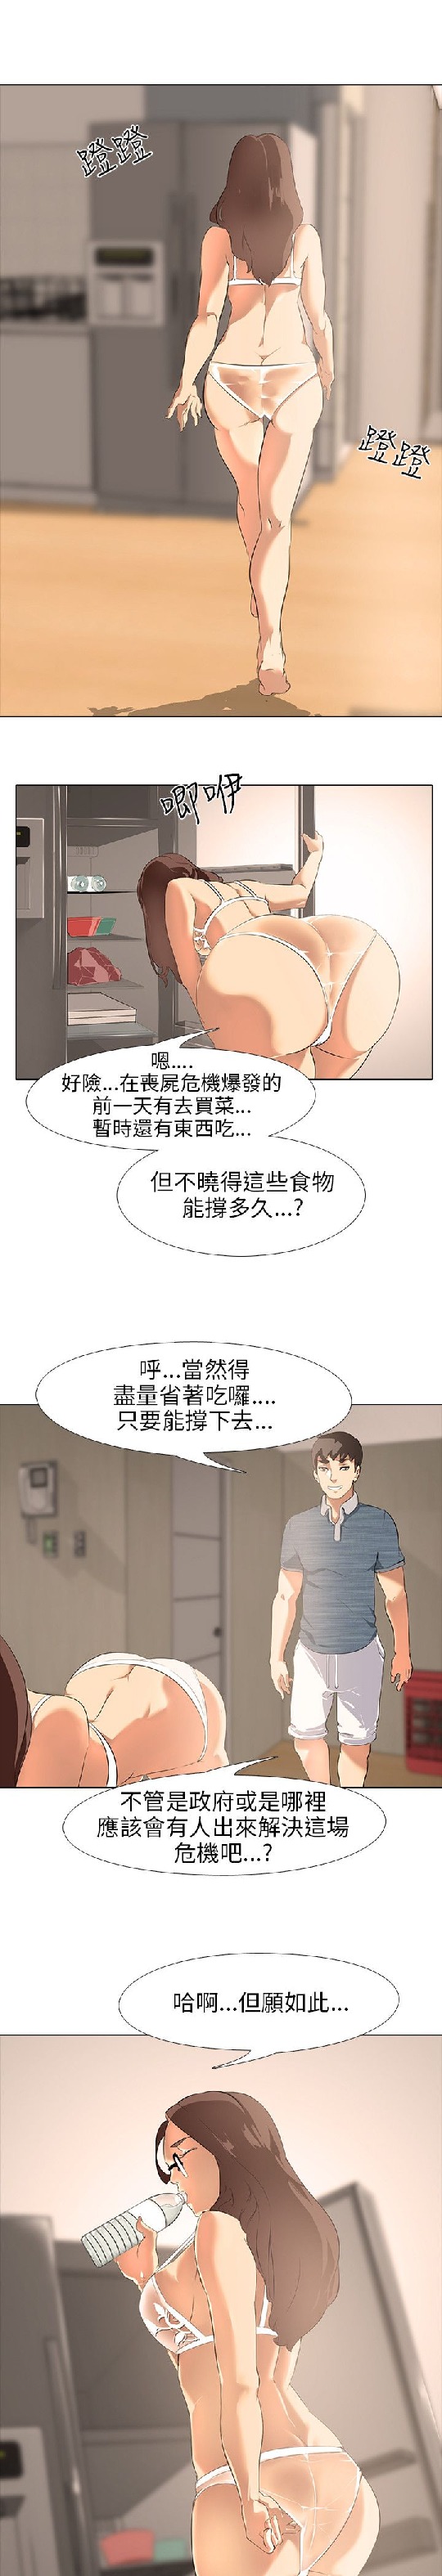 蹬蹬
蹬蹬
唧咿
嗯....
好險...在喪屍危機爆發的
前一天有去買菜...
暫時還有東西吃...
但不曉得這些食物
能撐多久...?
呼...當然得
盡量省著吃囉....
只要能撐下去...
不管是政府或是哪裡
應該會有人出來解決這場
危機吧...?
哈啊...但願如此...